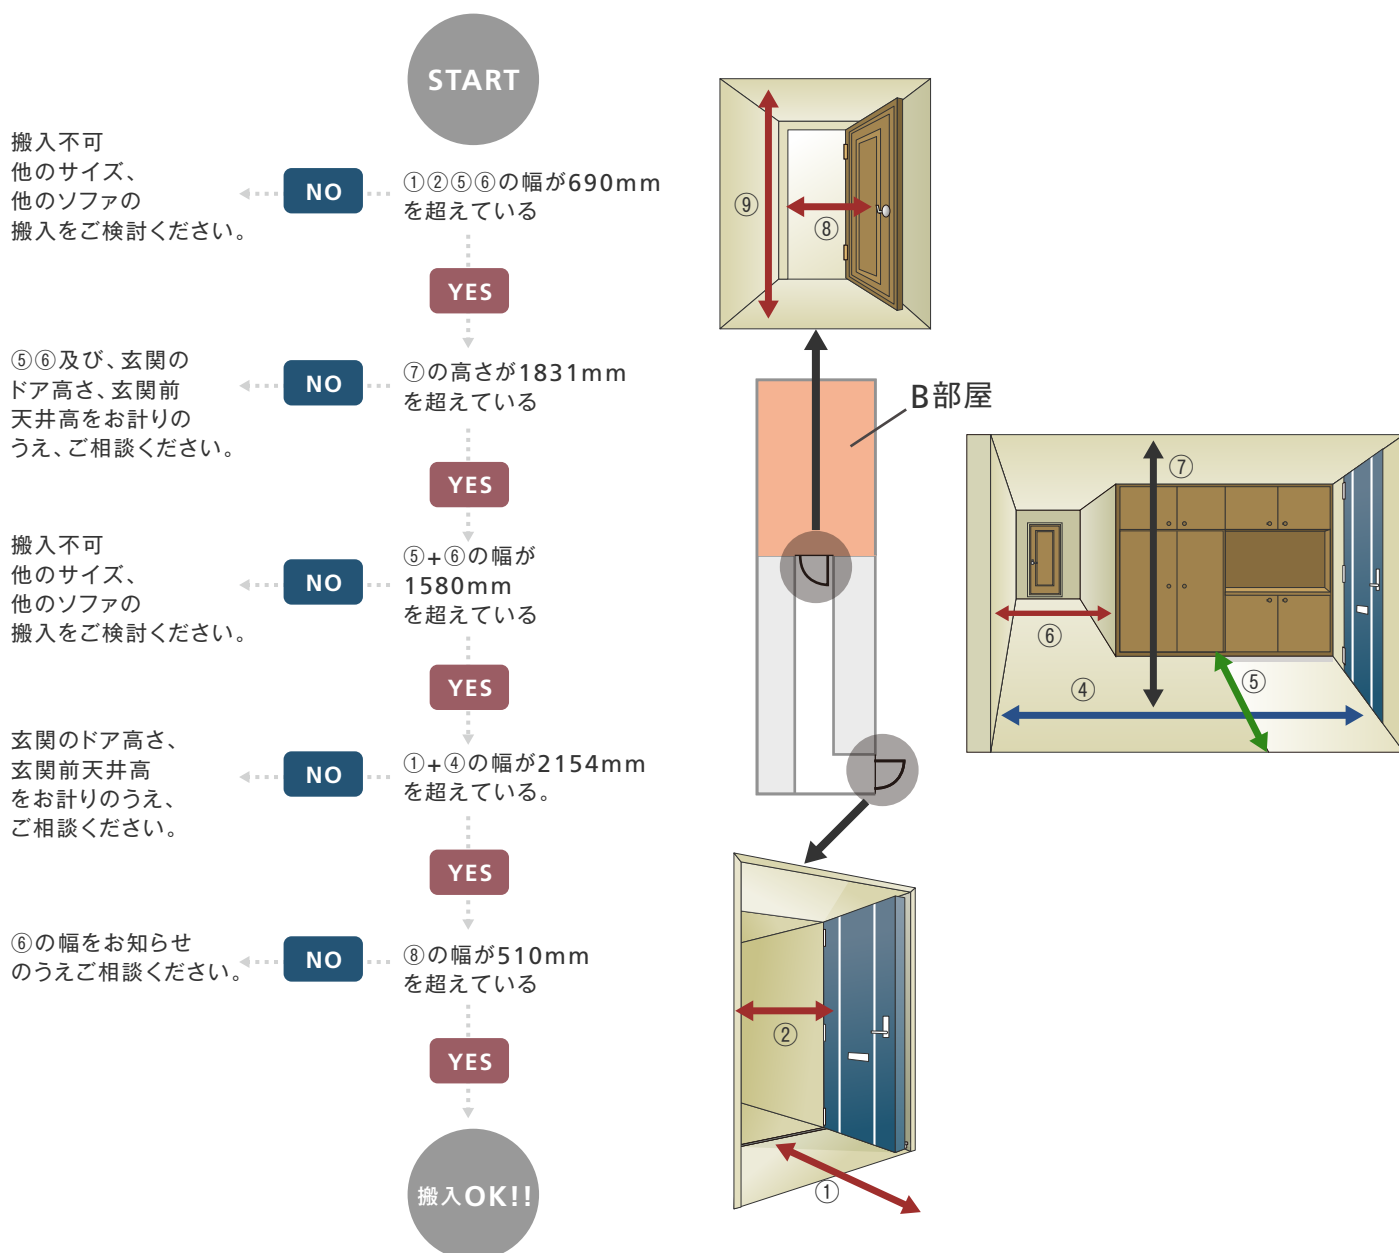 START
①②⑤⑥の幅が690mm
を超えている
NO
搬入不可
他のサイズ、
他のソファの
搬入をご検討ください。
YES
⑦の高さが1831mm
を超えている
NO
⑤⑥及び、玄関の
ドア高さ、玄関前
天井高をお計りの
うえ、ご相談ください。
YES
⑤+⑥の幅が
1580mm
を超えている
NO
搬入不可
他のサイズ、
他のソファの
搬入をご検討ください。
YES
①+④の幅が2154mm
を超えている。
NO
玄関のドア高さ、
玄関前天井高
をお計りのうえ、
ご相談ください。
YES
⑧の幅が510mm
を超えている
NO
⑥の幅をお知らせ
のうえご相談ください。
YES
搬入OK!!
⑨
⑧
B部屋
⑦
⑥
⑤
④
②
①